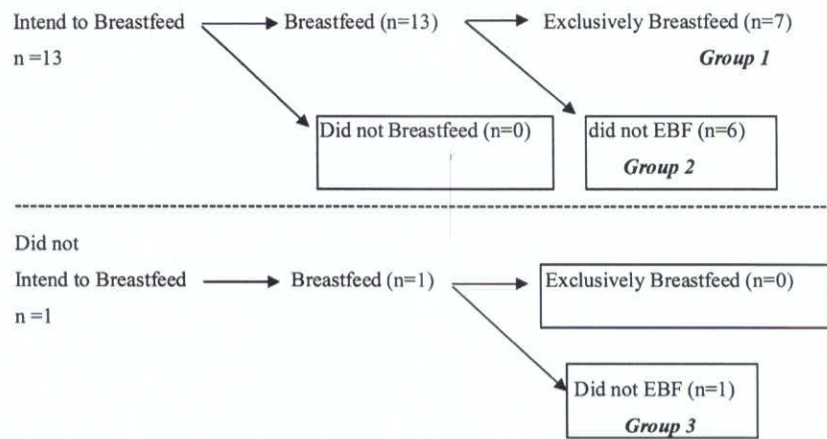 Intend to Breastfeed
n =13
Breastfeed (n=13)
Exclusively Breastfeed (n=7)
Group 1
Did not Breastfeed (n=0)
did not EBF (n=6)
Group 2
Did not
Intend to Breastfeed
n =1
Breastfeed (n=1)
Exclusively Breastfeed (n=0)
Did not EBF (n=1)
Group 3